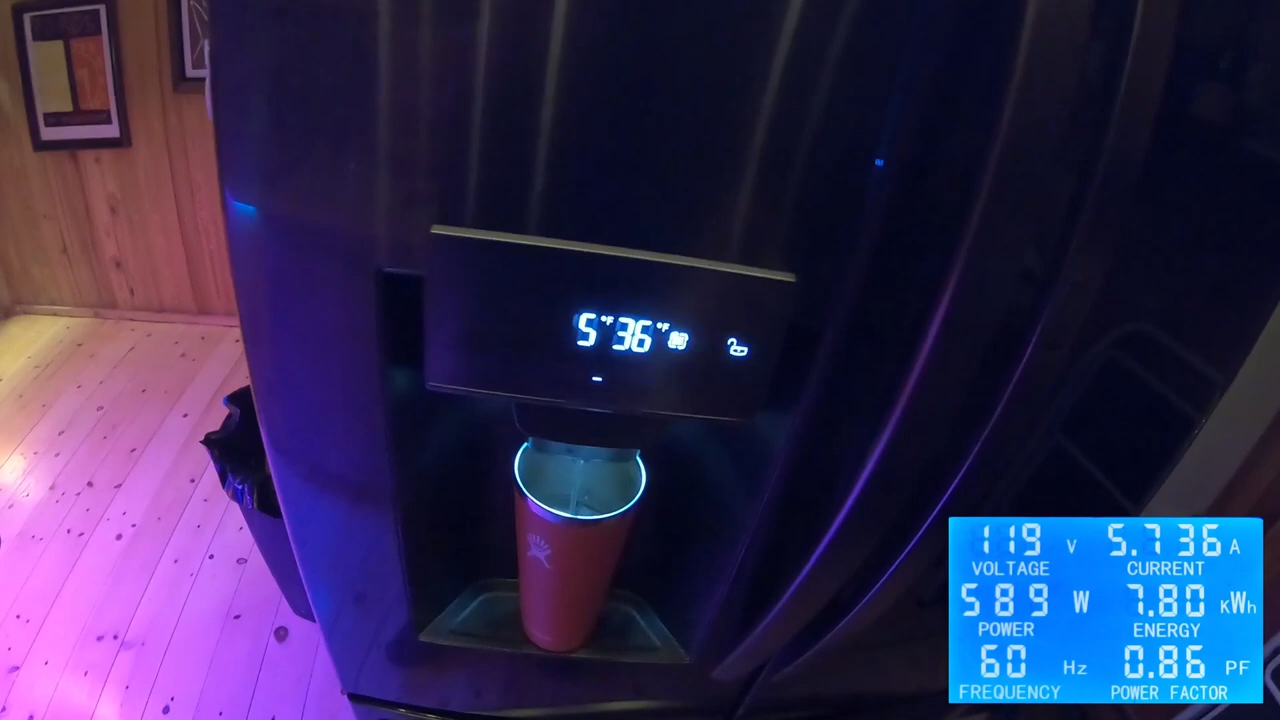 5°F 36°F
119 V 5.736 A
VOLTAGE CURRENT
589 W 7.80 KWh
POWER ENERGY
60 Hz 0.86 PF
FREQUENCY POWER FACTOR